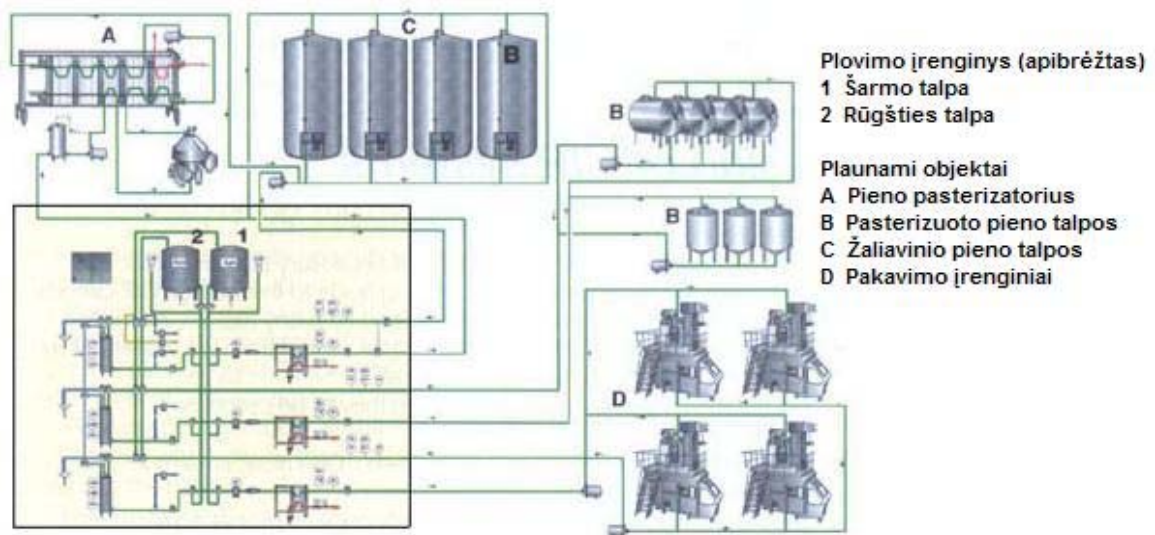 A
C
B
B
B
2 1
D
Plovimo įrenginys (apibrėžtas)
1 Šarmo talpa
2 Rūgšties talpa
Plaunami objektai
A Pieno pasterizatorius
B Pasterizuoto pieno talpos
C Žaliavinio pieno talpos
D Pakavimo įrenginiai